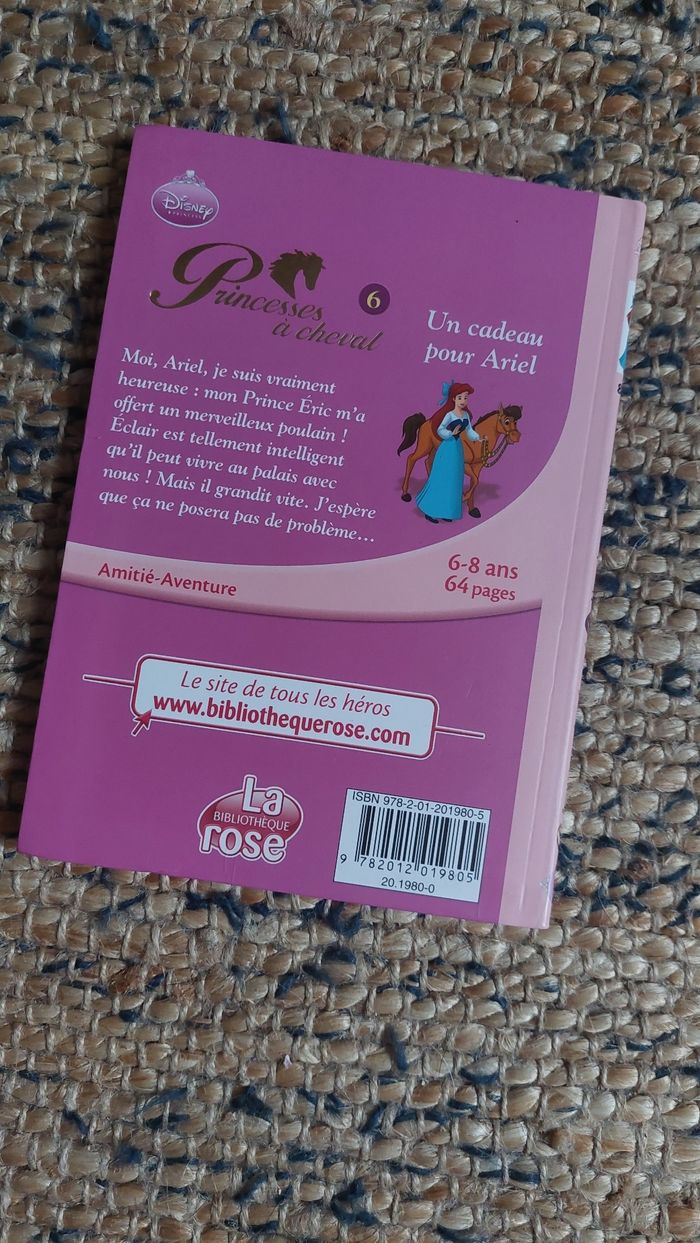 Disney
PRINCESS
Princesses
à cheval
6
Un cadeau
pour Ariel
Moi, Ariel, je suis vraiment
heureuse : mon Prince Éric m'a
offert un merveilleux poulain !
Éclair est tellement intelligent
qu'il peut vivre au palais avec
nous ! Mais il grandit vite. J'espère
que ça ne posera pas de problème...
Amitié-Aventure
6-8 ans
64 pages
Le site de tous les héros
www.bibliothequerose.com
La
BIBLIOTHÈQUE
rose
ISBN 978-2-01-201980-5
9 782012 019805
20.1980-0